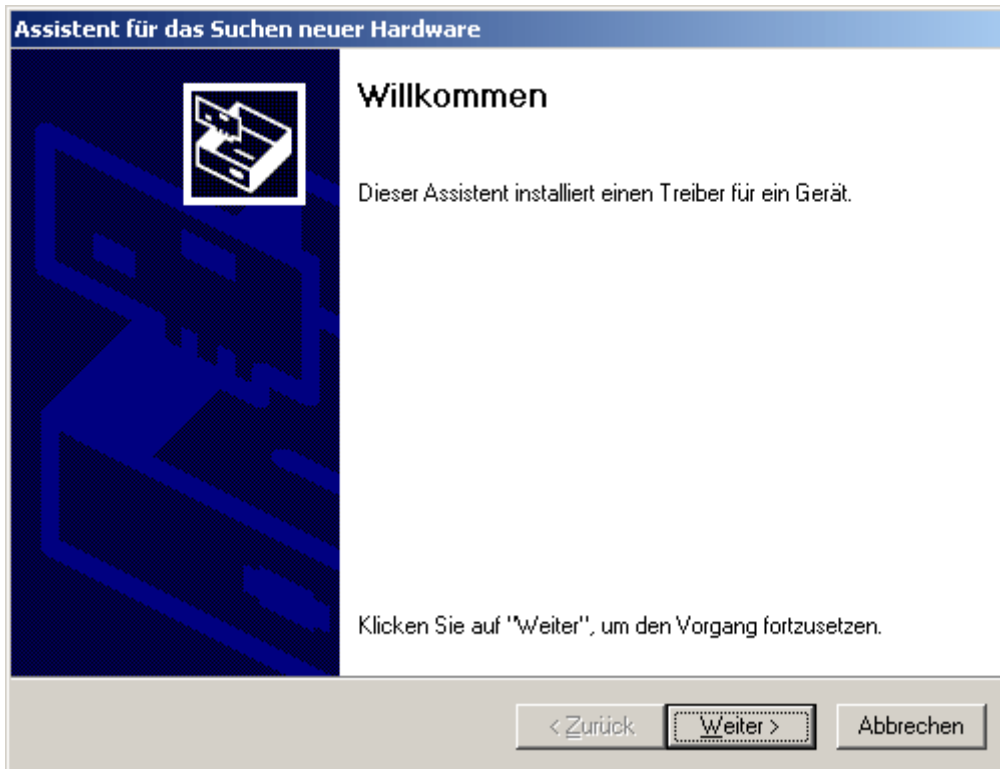 Assistent für das Suchen neuer Hardware
Willkommen
Dieser Assistent installiert einen Treiber für ein Gerät.
Klicken Sie auf "Weiter", um den Vorgang fortzusetzen.
< Zurück
Weiter >
Abbrechen